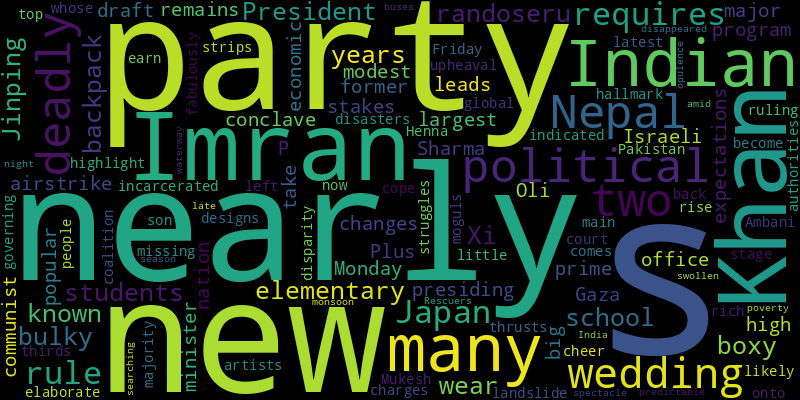 top
whose
draft
remains
President
buses
disappeared
randoseru
requires
major
program
Jinping
deadly
backpack
party
earn
strips
fabulously
economic
years
modest
former
stakes
Friday
upheaval
leads
global
latest
hallmark
Indian
opulence
amid
ruling
Khan
conclave
disasters
largest
Henna
indicated
Nepal
Israeli
Pakistan
expectations
become
authorities
night
highlight
Imran
waterway
P
Sharma
political
airstrike
incarcerated
left
take
now
cope
struggles
Oli
two
back
rise
governing
nearly
late
son
designs
disparity
changes
moguls
Xi
court
main
comes
office
stage
Ambani
popular
people
coalition
missing
season
nation
Monday
Plus
little
prime
Gaza
S
swollen
rich
communist
students
known
elementary
monsoon
presiding
Rescuers
Japan
thrusts
school
India
poverty
high
bulky
thirds
rule
elaborate
searching
majority
minister
new
artists
Mukesh
charges
many
wear
big
landslide
cheer
wedding
spectacle
predictable
boxy
likely
onto